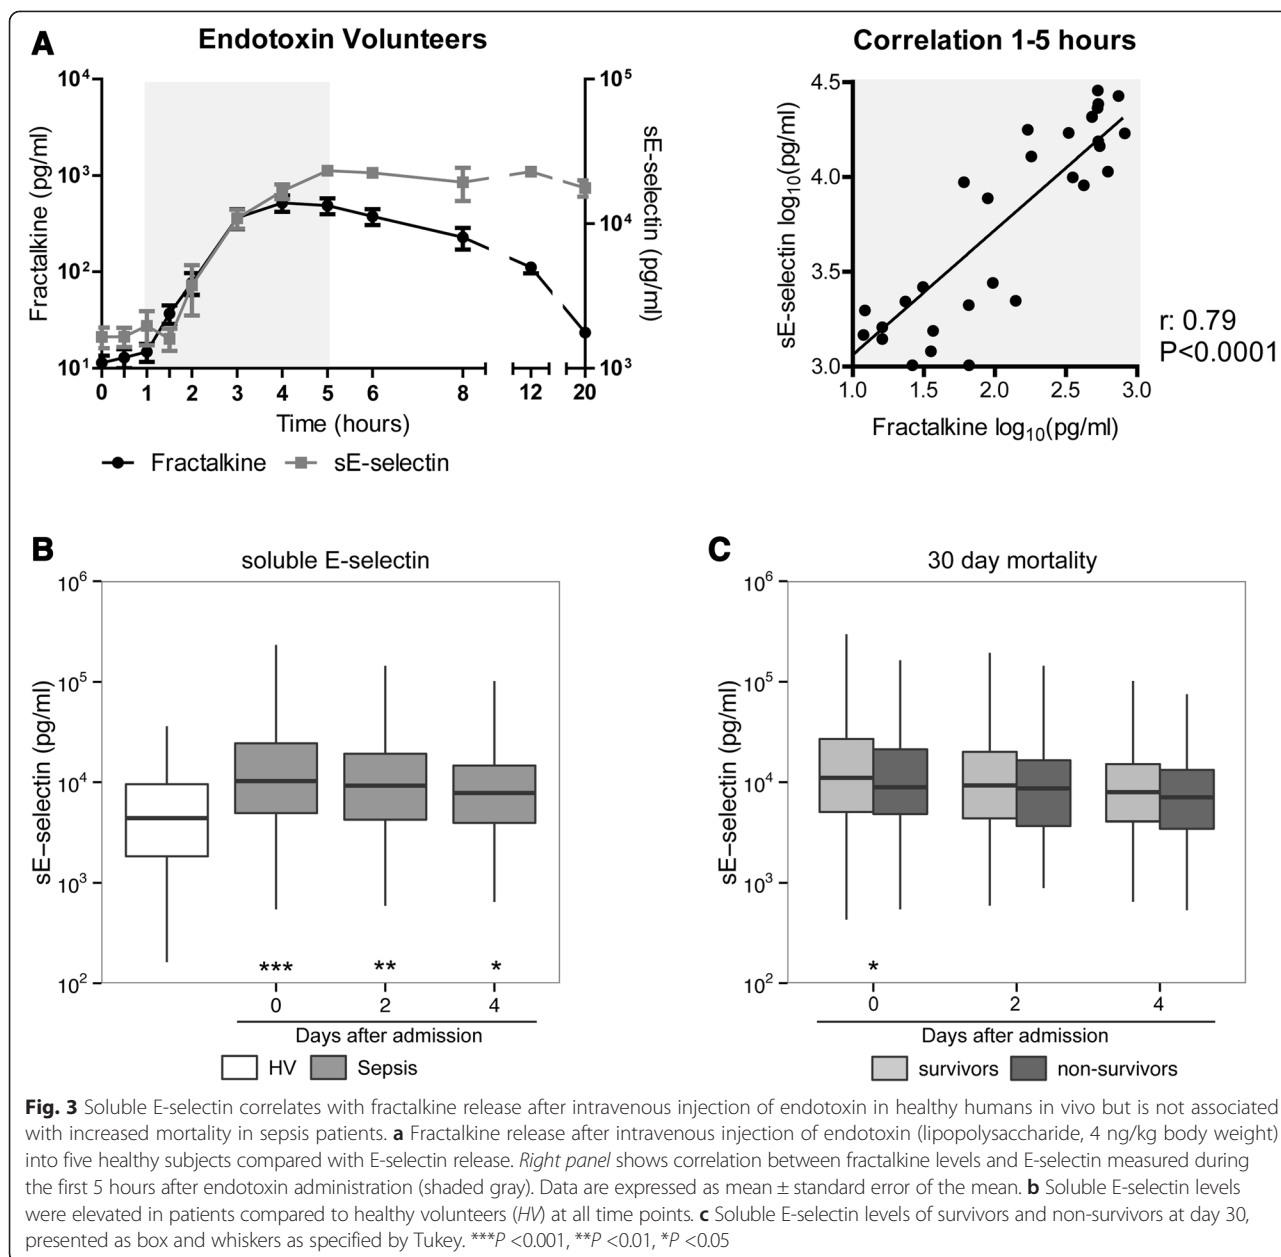 A
Endotoxin Volunteers
Correlation 1-5 hours
Fractalkine (pg/ml)
10⁴
10³
10²
10¹
10⁵
10⁴
10³
sE-selectin (pg/ml)
0 1 2 3 4 5 6 8 12 20
Time (hours)
Fractalkine sE-selectin
sE-selectin log₁₀(pg/ml)
4.5
4.0
3.5
3.0
1.0 1.5 2.0 2.5 3.0
Fractalkine log₁₀(pg/ml)
r: 0.79
P<0.0001
B
soluble E-selectin
sE−selectin (pg/ml)
10⁶
10⁵
10⁴
10³
10²
*** ** *
0 2 4
Days after admission
HV Sepsis
C
30 day mortality
sE−selectin (pg/ml)
10⁶
10⁵
10⁴
10³
10²
*
0 2 4
Days after admission
survivors non-survivors
Fig. 3 Soluble E-selectin correlates with fractalkine release after intravenous injection of endotoxin in healthy humans in vivo but is not associated
with increased mortality in sepsis patients. a Fractalkine release after intravenous injection of endotoxin (lipopolysaccharide, 4 ng/kg body weight)
into five healthy subjects compared with E-selectin release. Right panel shows correlation between fractalkine levels and E-selectin measured during
the first 5 hours after endotoxin administration (shaded gray). Data are expressed as mean ± standard error of the mean. b Soluble E-selectin levels
were elevated in patients compared to healthy volunteers (HV) at all time points. c Soluble E-selectin levels of survivors and non-survivors at day 30,
presented as box and whiskers as specified by Tukey. ***P <0.001, **P <0.01, *P <0.05